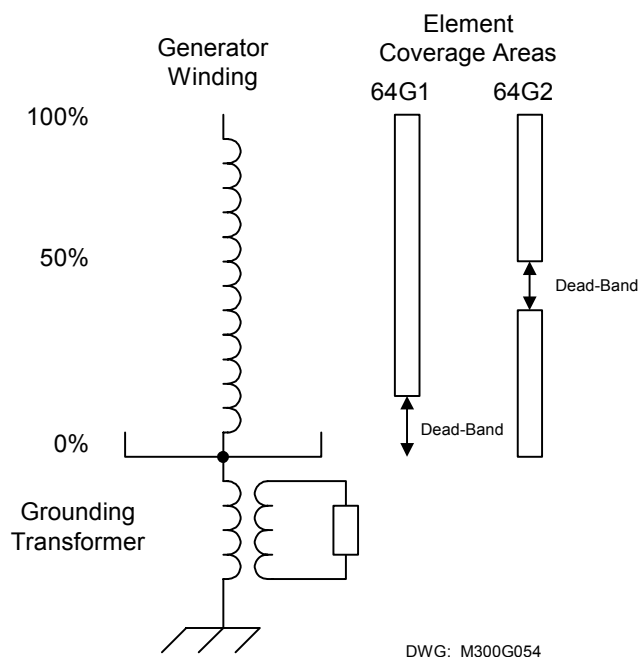 Generator
Winding
Element
Coverage Areas
64G1
64G2
100%
50%
Dead-Band
0%
Dead-Band
Grounding
Transformer
DWG: M300G054